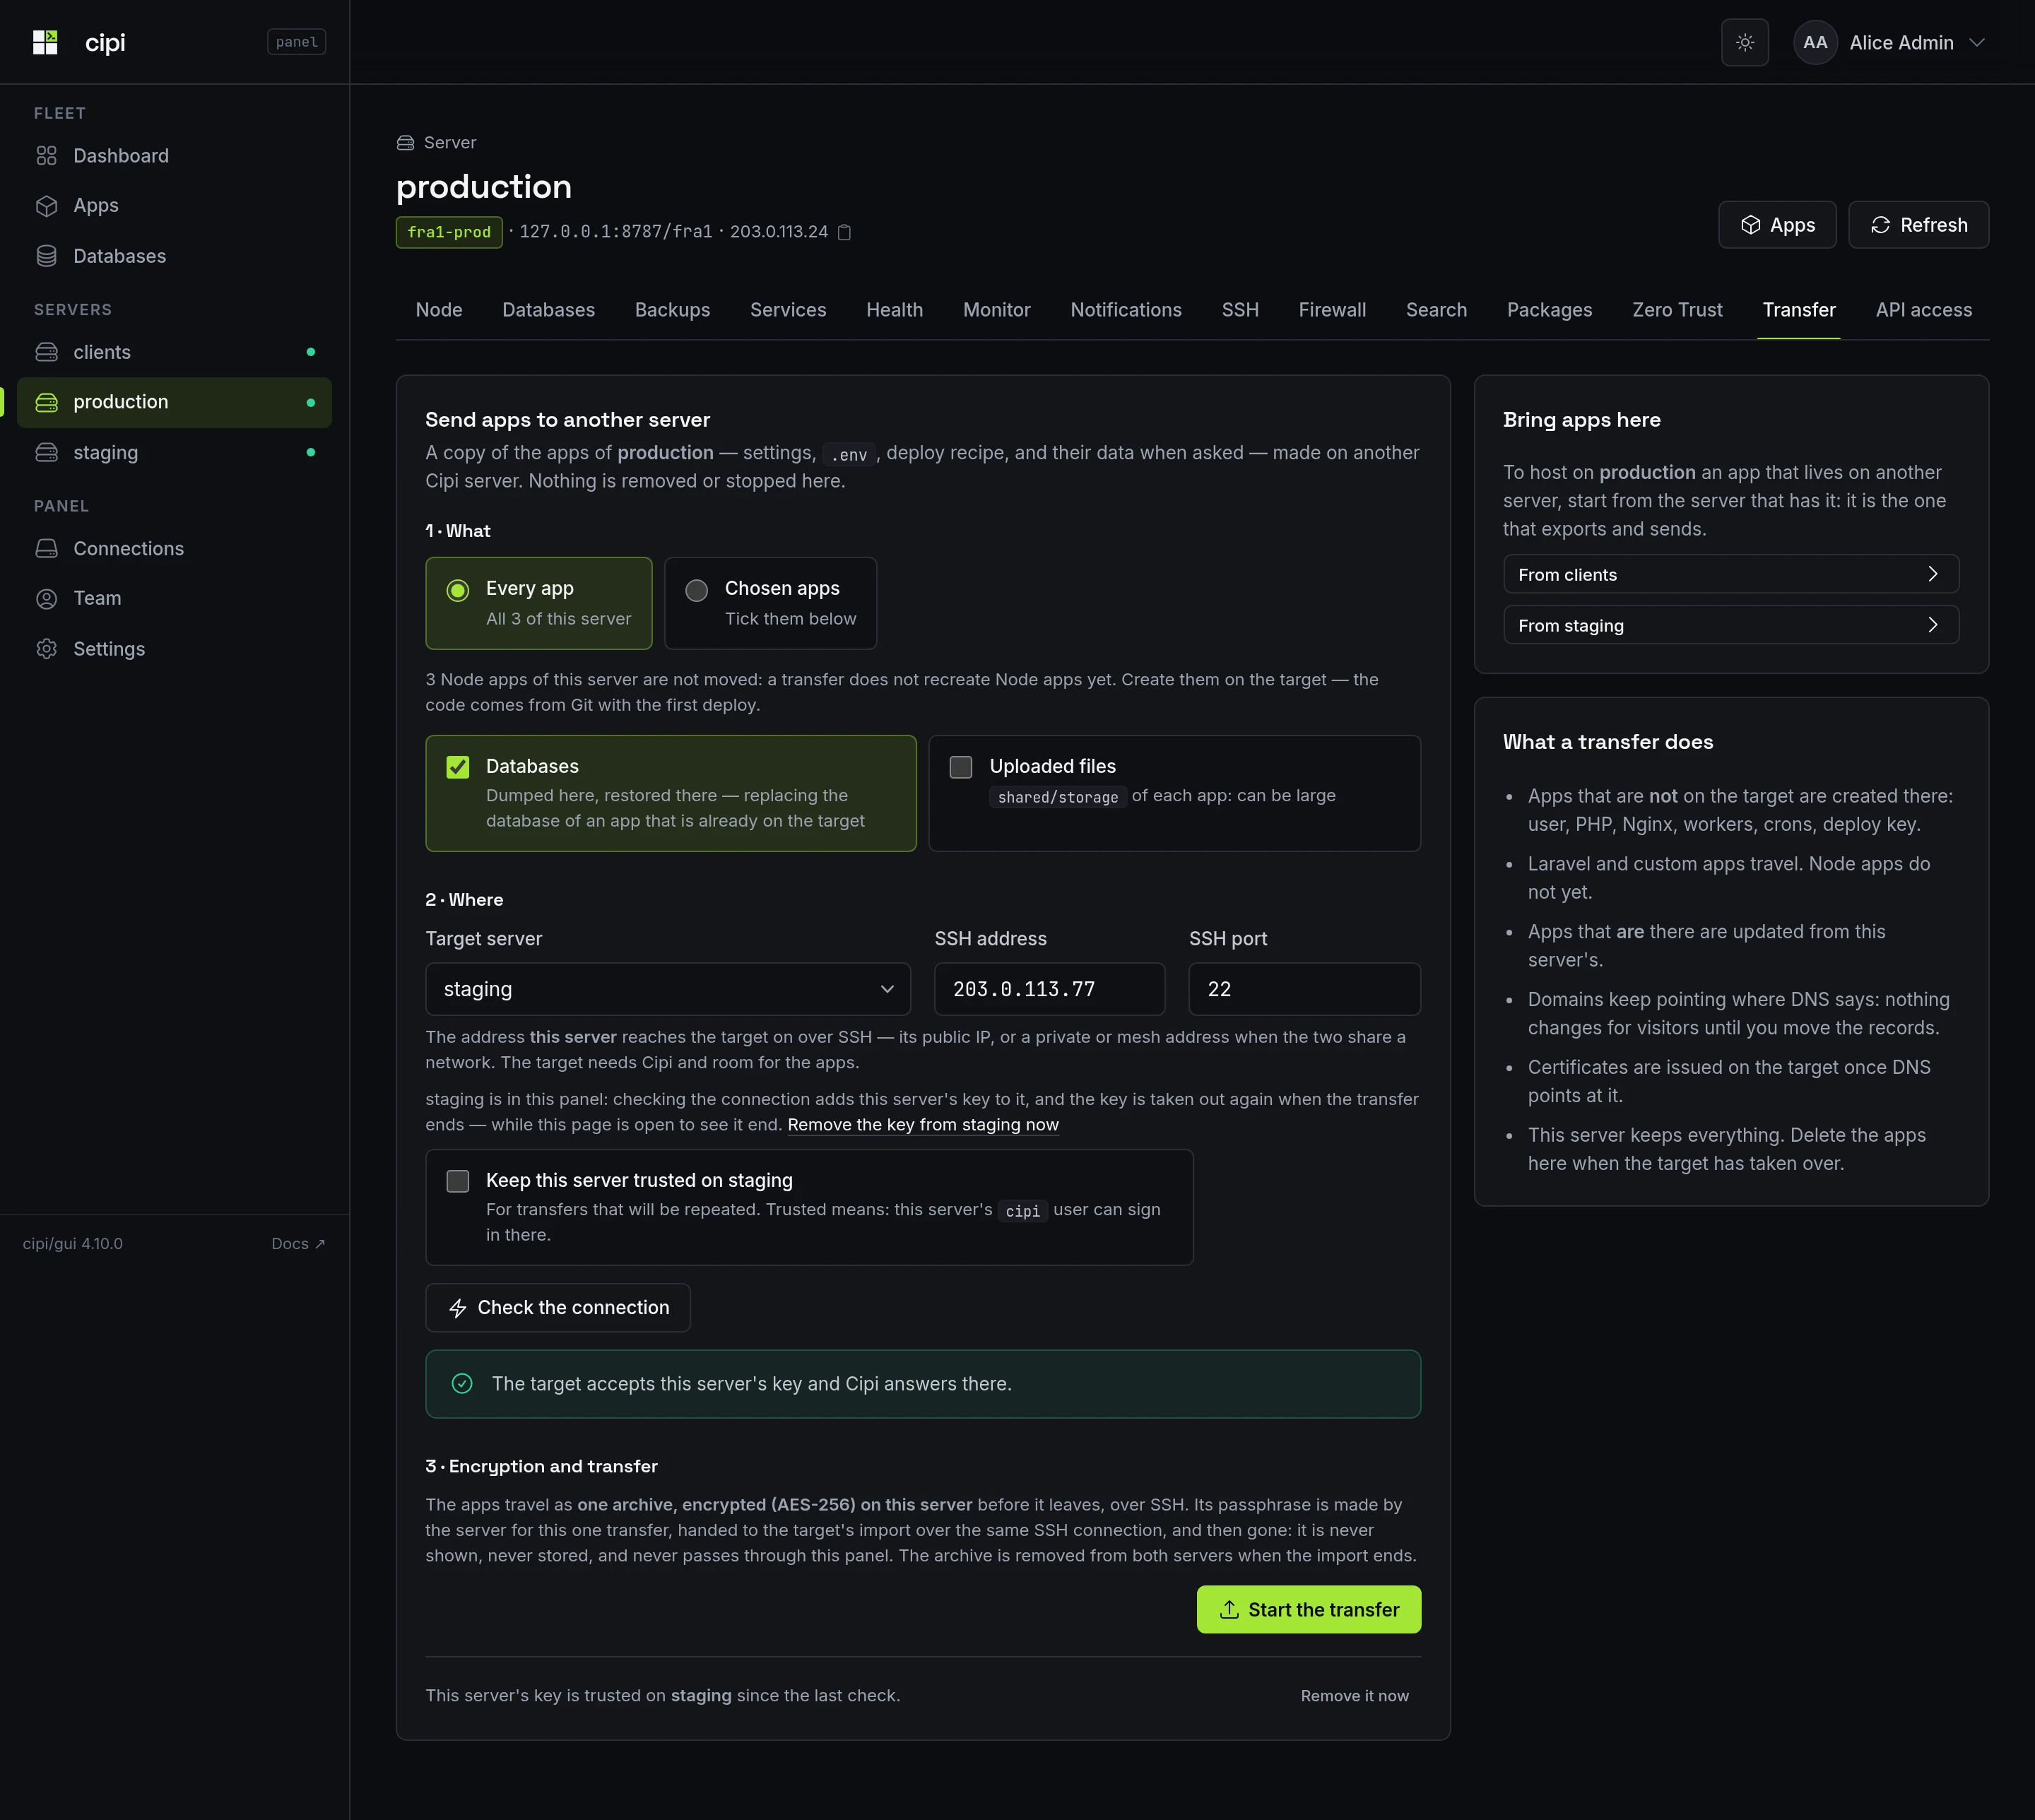 cipi
panel
AA
Alice Admin
FLEET
Dashboard
Apps
Databases
SERVERS
clients
production
staging
PANEL
Connections
Team
Settings
cipi/gui 4.10.0
Docs ↗
Server
production
fra1-prod · 127.0.0.1:8787/fra1 · 203.0.113.24
Apps
Refresh
Node
Databases
Backups
Services
Health
Monitor
Notifications
SSH
Firewall
Search
Packages
Zero Trust
Transfer
API access
Send apps to another server
A copy of the apps of production — settings, .env, deploy recipe, and their data when asked — made on another
Cipi server. Nothing is removed or stopped here.
1 · What
Every app
All 3 of this server
Chosen apps
Tick them below
3 Node apps of this server are not moved: a transfer does not recreate Node apps yet. Create them on the target — the
code comes from Git with the first deploy.
Databases
Dumped here, restored there — replacing the
database of an app that is already on the target
Uploaded files
shared/storage of each app: can be large
2 · Where
Target server
SSH address
SSH port
staging
203.0.113.77
22
The address this server reaches the target on over SSH — its public IP, or a private or mesh address when the two share a
network. The target needs Cipi and room for the apps.
staging is in this panel: checking the connection adds this server's key to it, and the key is taken out again when the transfer
ends — while this page is open to see it end. Remove the key from staging now
Keep this server trusted on staging
For transfers that will be repeated. Trusted means: this server's cipi user can sign
in there.
Check the connection
The target accepts this server's key and Cipi answers there.
3 · Encryption and transfer
The apps travel as one archive, encrypted (AES-256) on this server before it leaves, over SSH. Its passphrase is made by
the server for this one transfer, handed to the target's import over the same SSH connection, and then gone: it is never
shown, never stored, and never passes through this panel. The archive is removed from both servers when the import ends.
Start the transfer
This server's key is trusted on staging since the last check.
Remove it now
Bring apps here
To host on production an app that lives on another
server, start from the server that has it: it is the one
that exports and sends.
From clients
From staging
What a transfer does
• Apps that are not on the target are created there:
user, PHP, Nginx, workers, crons, deploy key.
• Laravel and custom apps travel. Node apps do
not yet.
• Apps that are there are updated from this
server's.
• Domains keep pointing where DNS says: nothing
changes for visitors until you move the records.
• Certificates are issued on the target once DNS
points at it.
• This server keeps everything. Delete the apps
here when the target has taken over.